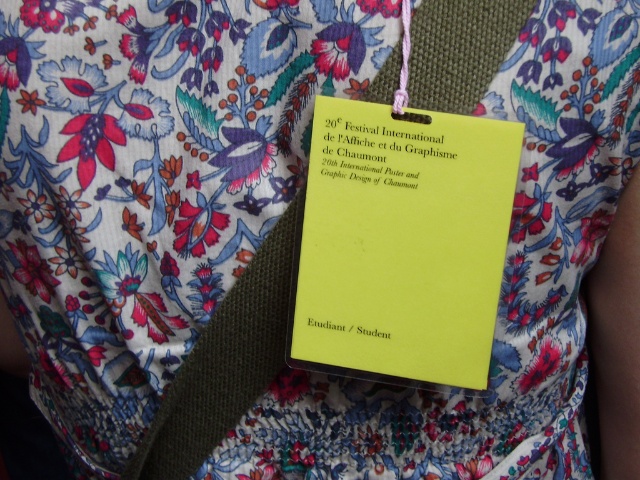 20e Festival International
de l'Affiche et du Graphisme
de Chaumont
20th International Poster and
Graphic Design of Chaumont
Etudiant / Student